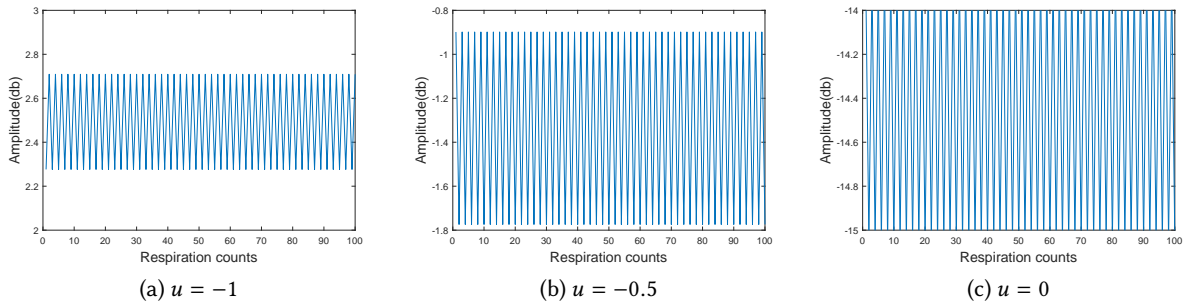 3
2.8
2.6
2.4
2.2
2
Amplitude(db)
0 10 20 30 40 50 60 70 80 90 100
Respiration counts
(a) u = −1
-0.8
-1
-1.2
-1.4
-1.6
-1.8
Amplitude(db)
0 10 20 30 40 50 60 70 80 90 100
Respiration counts
(b) u = −0.5
-14
-14.2
-14.4
-14.6
-14.8
-15
Amplitude(db)
0 10 20 30 40 50 60 70 80 90 100
Respiration counts
(c) u = 0